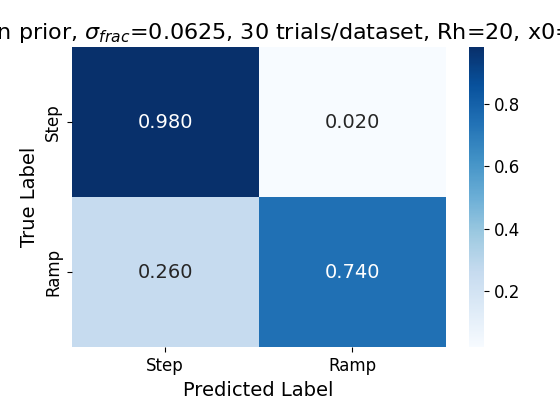 n prior, σfrac=0.0625, 30 trials/dataset, Rh=20, x0=
True Label
Step
0.980 0.020
Ramp
0.260 0.740
Step Ramp
Predicted Label
0.8
0.6
0.4
0.2